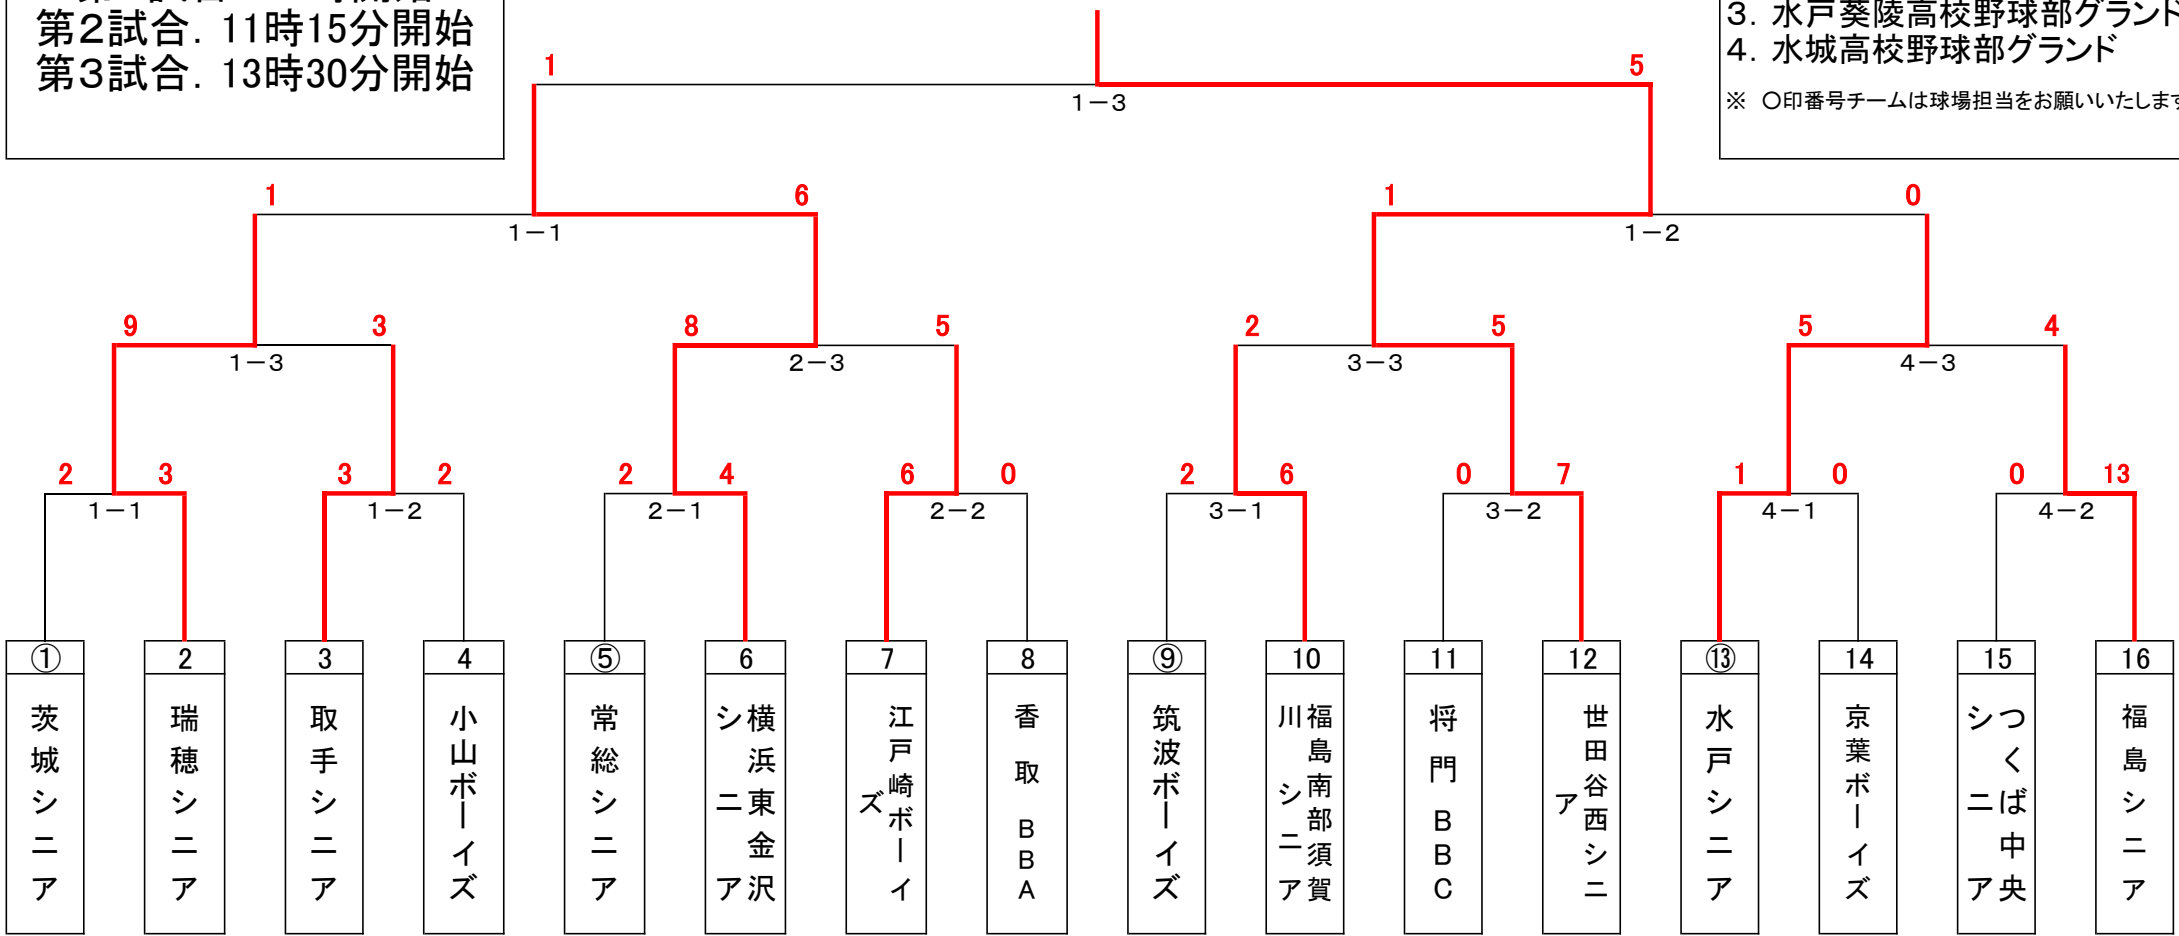 第2試合. 11時15分開始
第3試合. 13時30分開始
3. 水戸葵陵高校野球部グランド
4. 水城高校野球部グランド
※ 〇印番号チームは球場担当をお願いいたします
1 5
1-3
1 6 1 0
1-1 1-2
9 3 8 5 2 5 5 4
1-3 2-3 3-3 4-3
2 3 3 2 2 4 6 0 2 6 0 7 1 0 0 13
1-1 1-2 2-1 2-2 3-1 3-2 4-1 4-2
① 2 3 4 ⑤ 6 7 8 ⑨ 10 11 12 ⑬ 14 15 16
茨城シニア
瑞穂シニア
取手シニア
小山ボーイズ
常総シニア
横浜東金沢
シニア
江戸崎ボーイ
ズ
香取 BBA
筑波ボーイズ
福島南部須賀
川 シニア
将門 BBC
世田谷西シニ
ア
水戸シニア
京葉ボーイズ
つくば中央
シニア
福島シニア